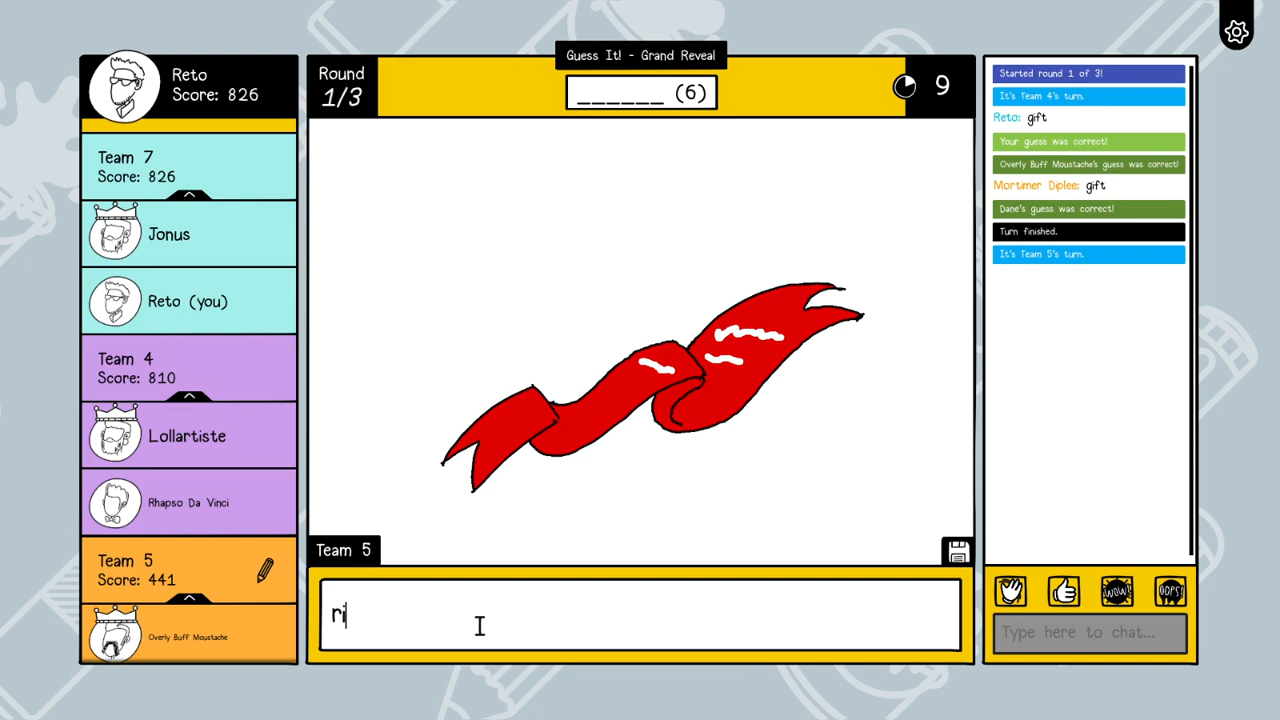 Guess It! - Grand Reveal
Reto
Score: 826
Round
1/3
______ (6)
9
Team 7
Score: 826
Jonus
Reto (you)
Team 4
Score: 810
Lollartiste
Rhapso Da Vinci
Team 5
Score: 441
Overly Buff Moustache
Team 5
ri
Started round 1 of 3!
It's Team 4's turn.
Reto: gift
Your guess was correct!
Overly Buff Moustache's guess was correct!
Mortimer Diplee: gift
Dane's guess was correct!
Turn finished.
It's Team 5's turn.
WOW!
OOPS!
Type here to chat...